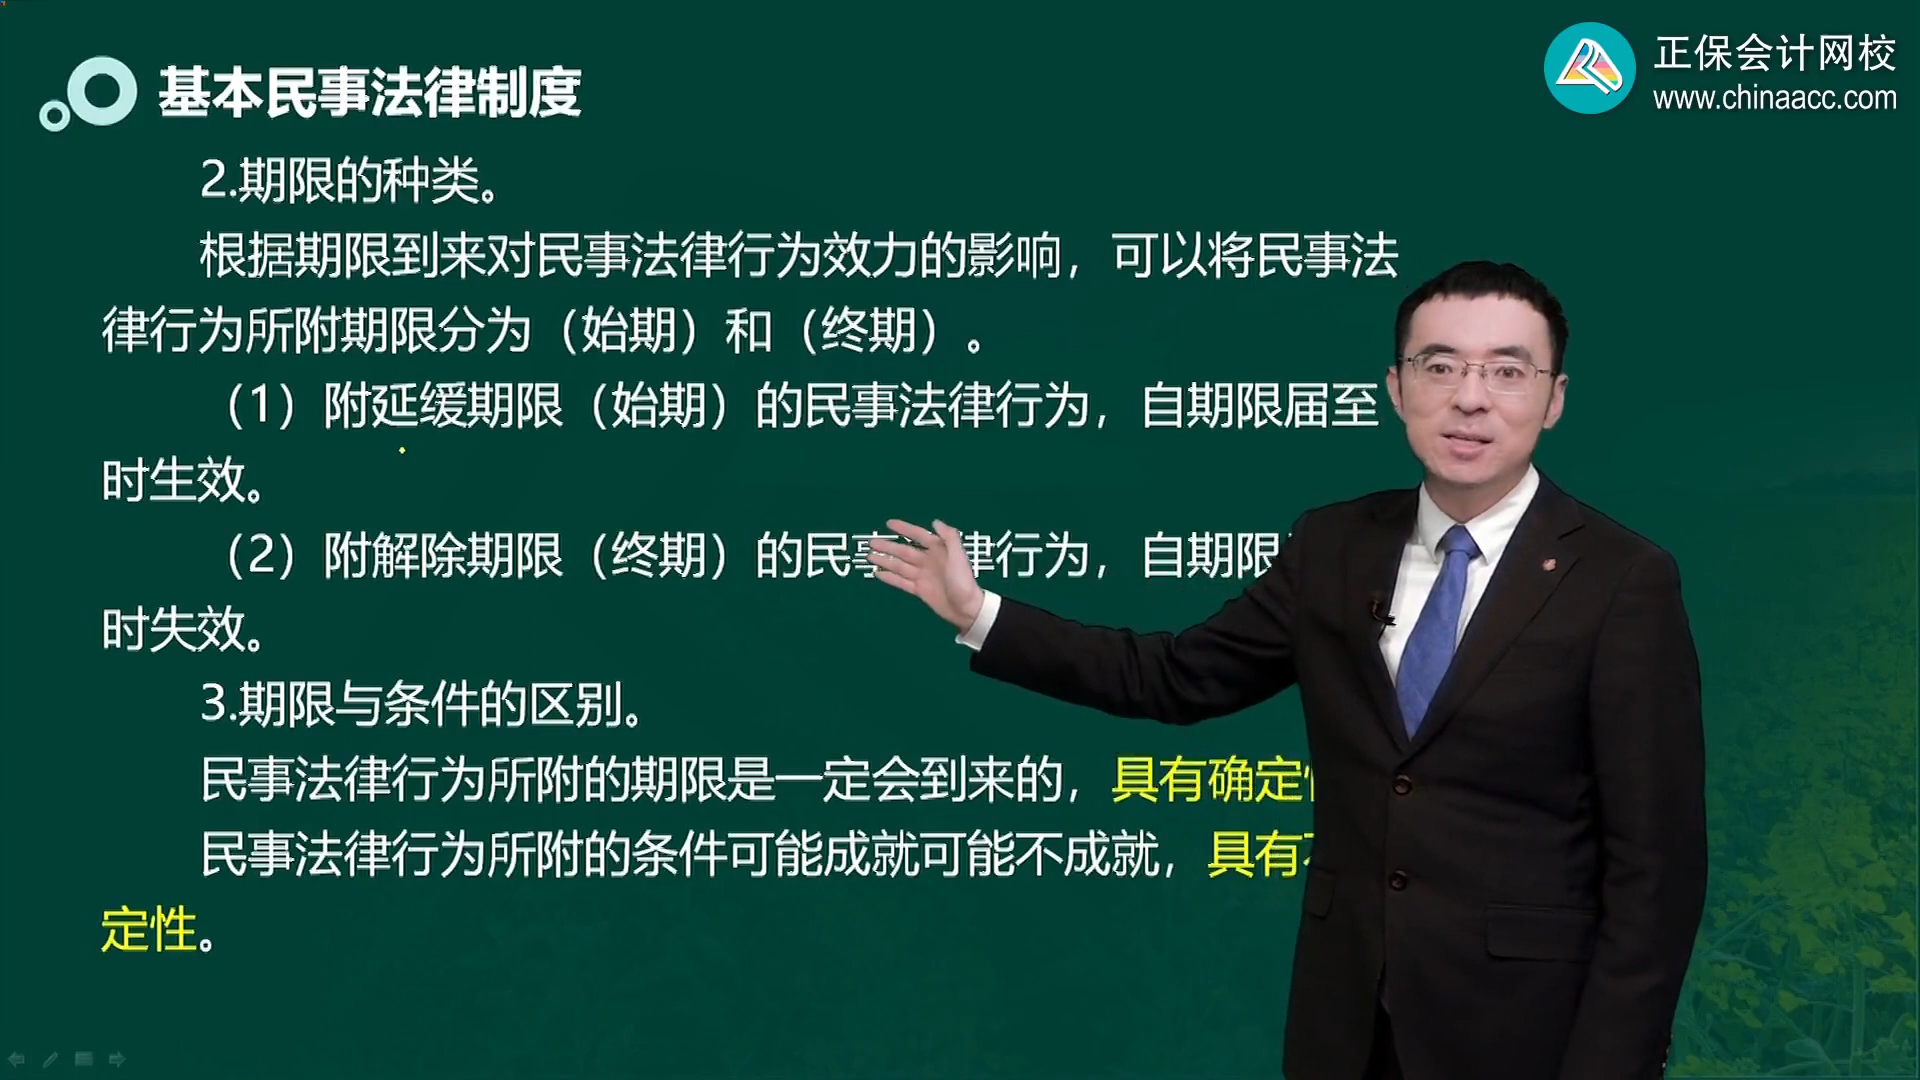 正保会计网校
www.chinaacc.com
基本民事法律制度
2.期限的种类。
根据期限到来对民事法律行为效力的影响，可以将民事法
律行为所附期限分为（始期）和（终期）。
（1）附延缓期限（始期）的民事法律行为，自期限届至
时生效。
（2）附解除期限（终期）的民事 律行为，自期限
时失效。
3.期限与条件的区别。
民事法律行为所附的期限是一定会到来的，具有确定
民事法律行为所附的条件可能成就可能不成就，具有
定性。